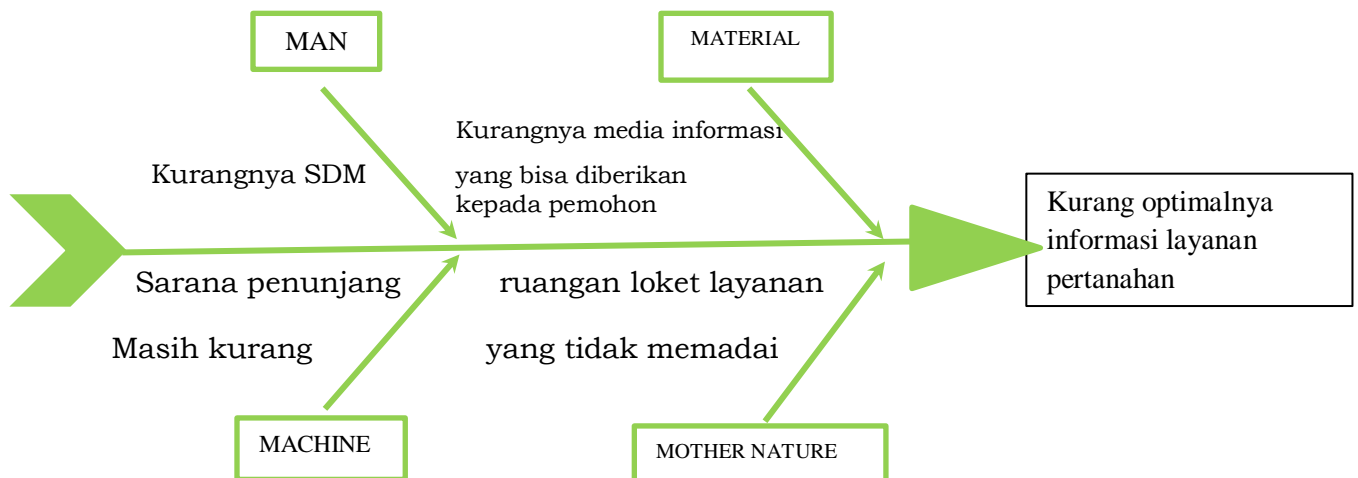 MAN
MATERIAL
Kurangnya media informasi
Kurangnya SDM
yang bisa diberikan
kepada pemohon
Kurang optimalnya
informasi layanan
pertanahan
Sarana penunjang
ruangan loket layanan
Masih kurang
yang tidak memadai
MACHINE
MOTHER NATURE